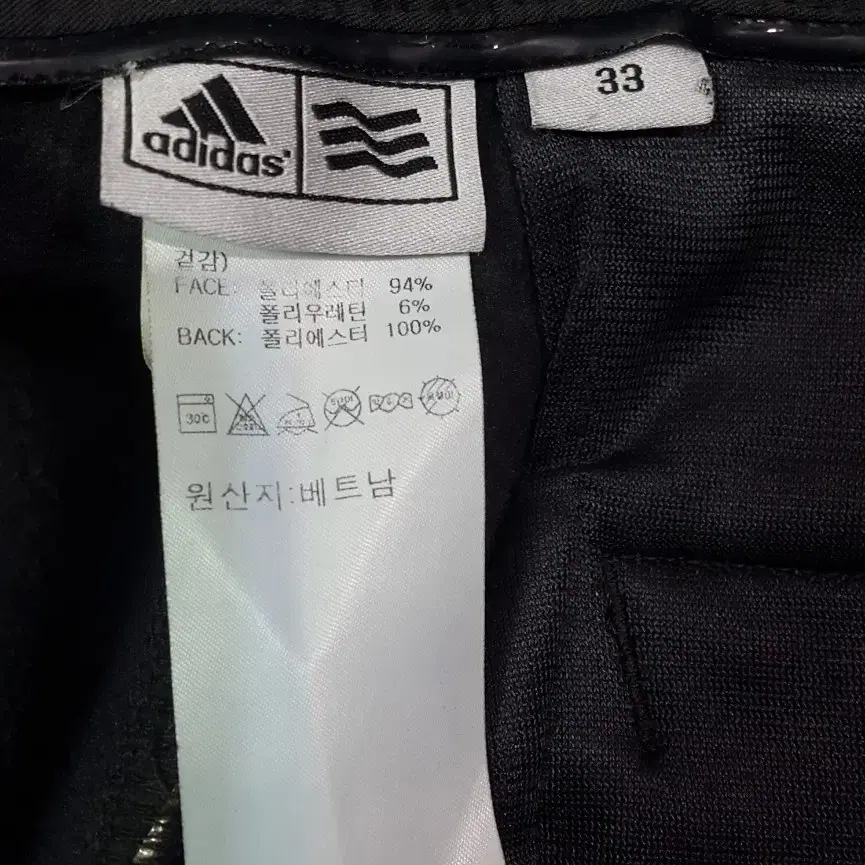 adidas
33
겉감)
FACE: 폴리에스터 94%
폴리우레탄 6%
BACK: 폴리에스터 100%
30℃
원산지:베트남